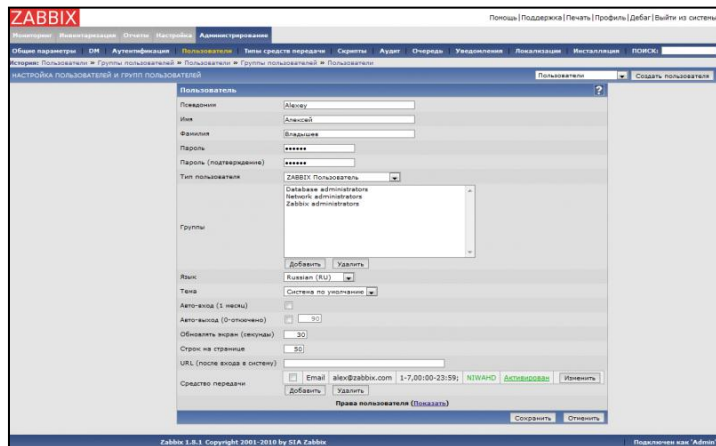 ZABBIX
Помощь|Поддержка|Печать|Профиль|Дебаг|Выйти из системы
Мониторинг Инвентаризация Отчеты Настройка Администрирование
Общие параметры DM Аутентификация Пользователи Типы средств передачи Скрипты Аудит Очередь Уведомления Локализации Инсталляция ПОИСК:
История: Пользователи » Группы пользователей » Пользователи » Группы пользователей » Пользователи
НАСТРОЙКА ПОЛЬЗОВАТЕЛЕЙ И ГРУПП ПОЛЬЗОВАТЕЛЕЙ Пользователи Создать пользователя
Пользователь ?
Псевдоним Alexey
Имя Алексей
Фамилия Владышев
Пароль ••••••
Пароль (подтверждение) ••••••
Тип пользователя ZABBIX Пользователь
Database administrators
Network administrators
Zabbix administrators
Группы
Добавить Удалить
Язык Russian (RU)
Тема Система по умолчанию
Авто-вход (1 месяц)
Авто-выход (0-отключено) 90
Обновлять экран (секунды) 30
Строк на странице 50
URL (после входа в систему)
Средство передачи Email alex@zabbix.com 1-7,00:00-23:59; NIWAHD Активирован Изменить
Добавить Удалить
Права пользователя (Показать)
Сохранить Отменить
Zabbix 1.8.1 Copyright 2001-2010 by SIA Zabbix Подключен как 'Admin'